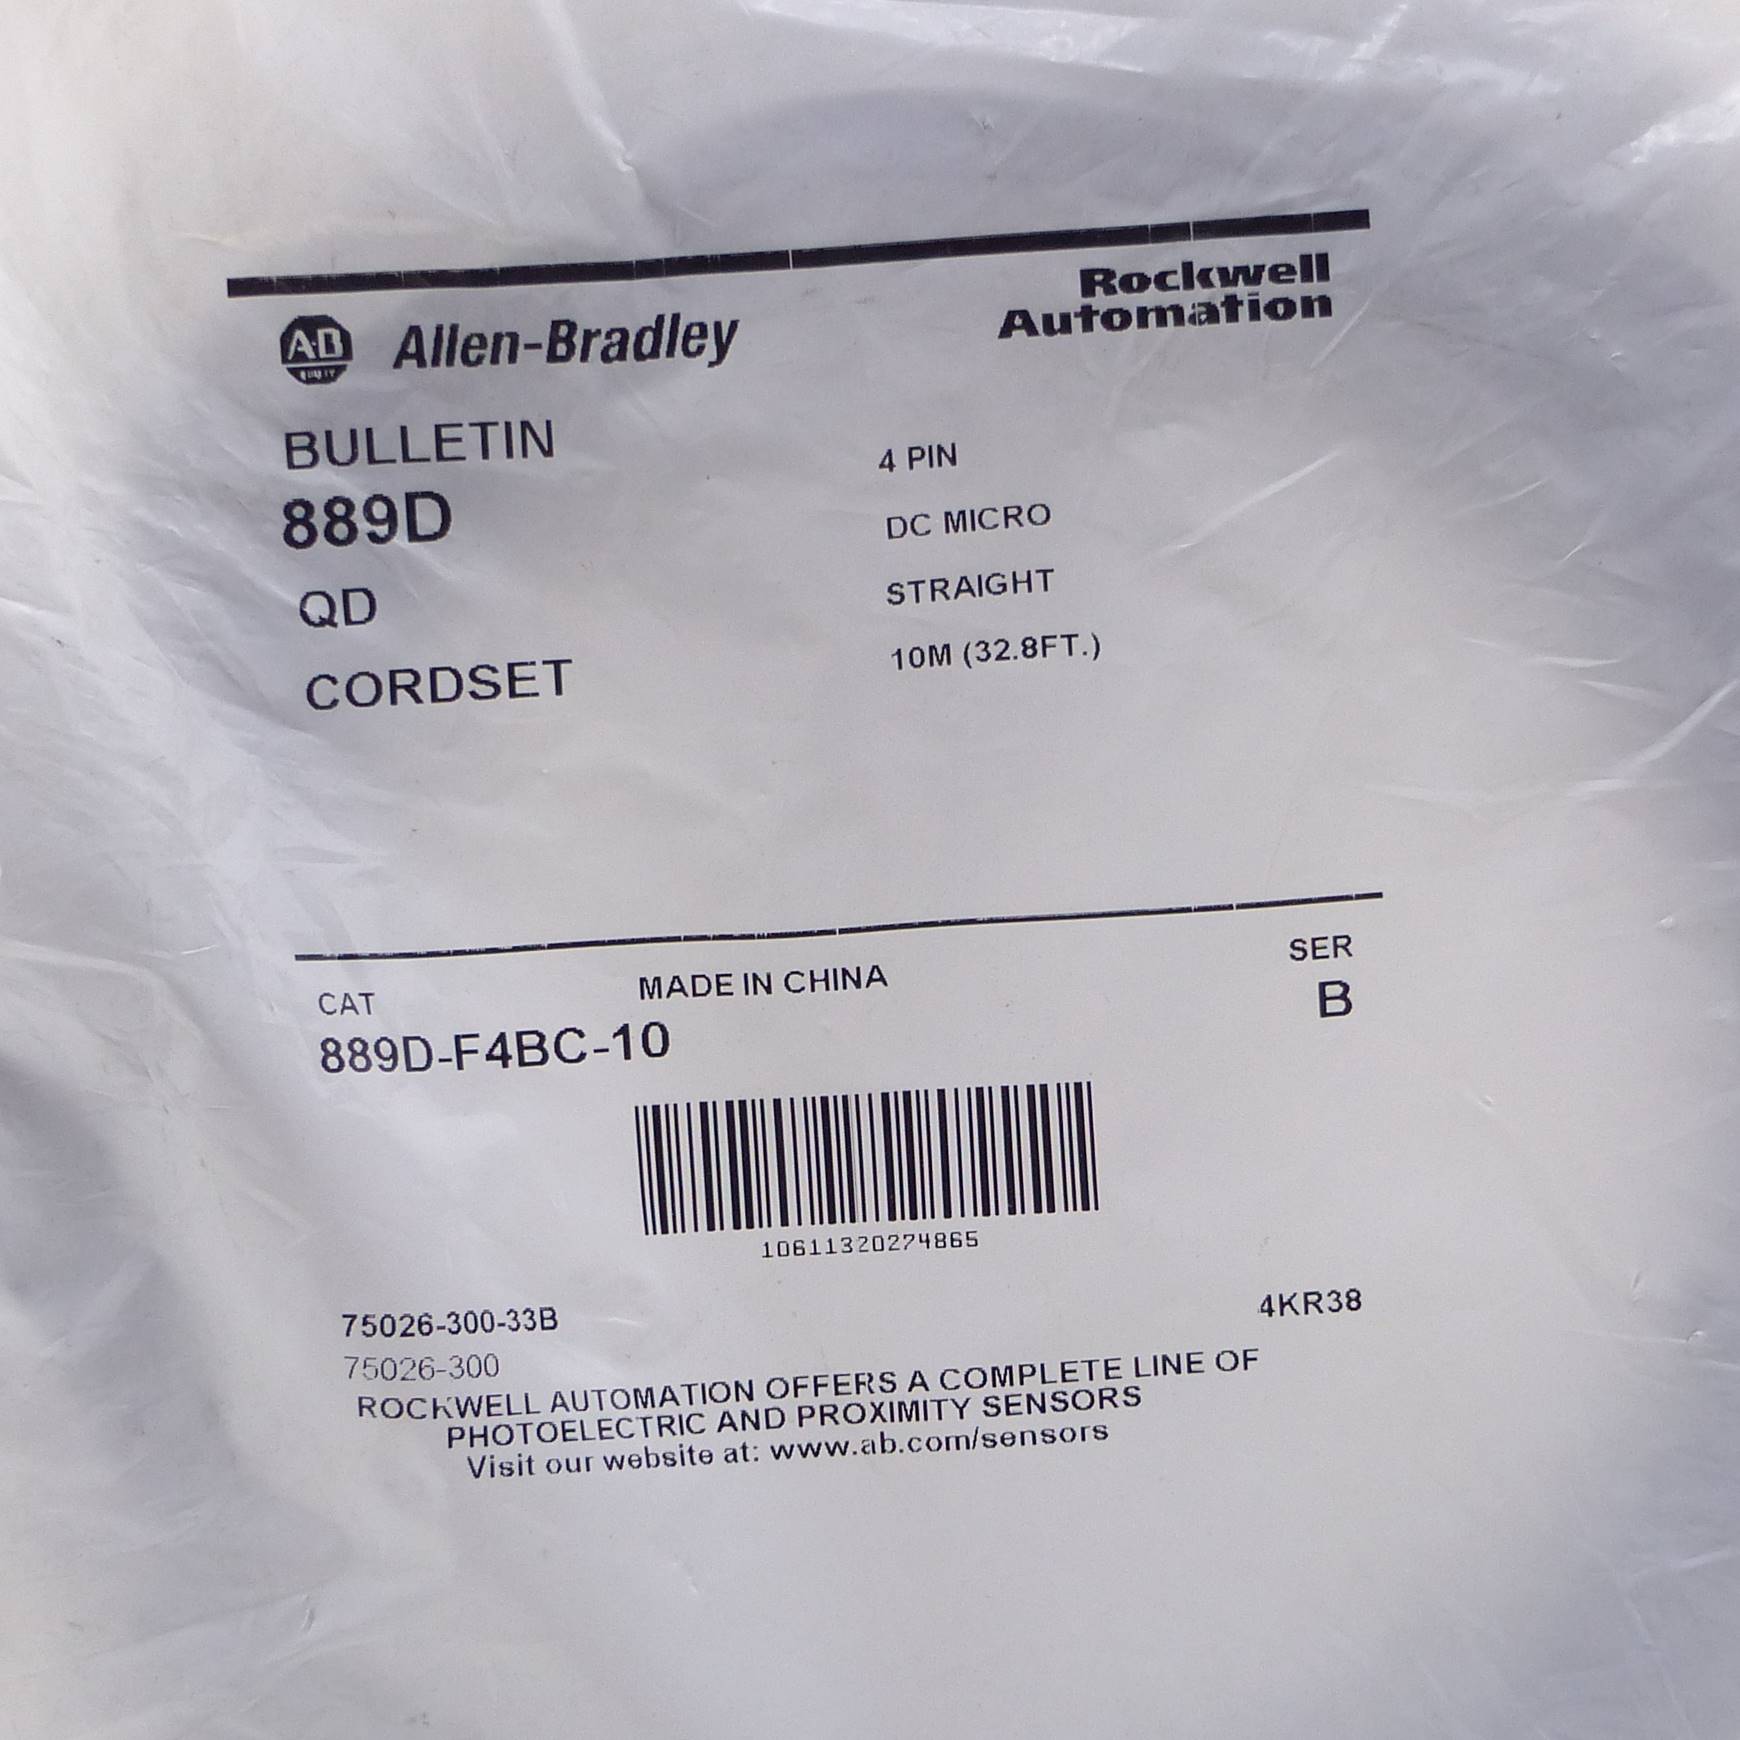 Rockwell
Automation
A-B Allen-Bradley
BULLETIN
889D
QD
CORDSET
4 PIN
DC MICRO
STRAIGHT
10M (32.8FT.)
CAT
MADE IN CHINA
SER
889D-F4BC-10
B
10611320274865
75026-300-33B
4KR38
75026-300
ROCKWELL AUTOMATION OFFERS A COMPLETE LINE OF
PHOTOELECTRIC AND PROXIMITY SENSORS
Visit our website at: www.ab.com/sensors